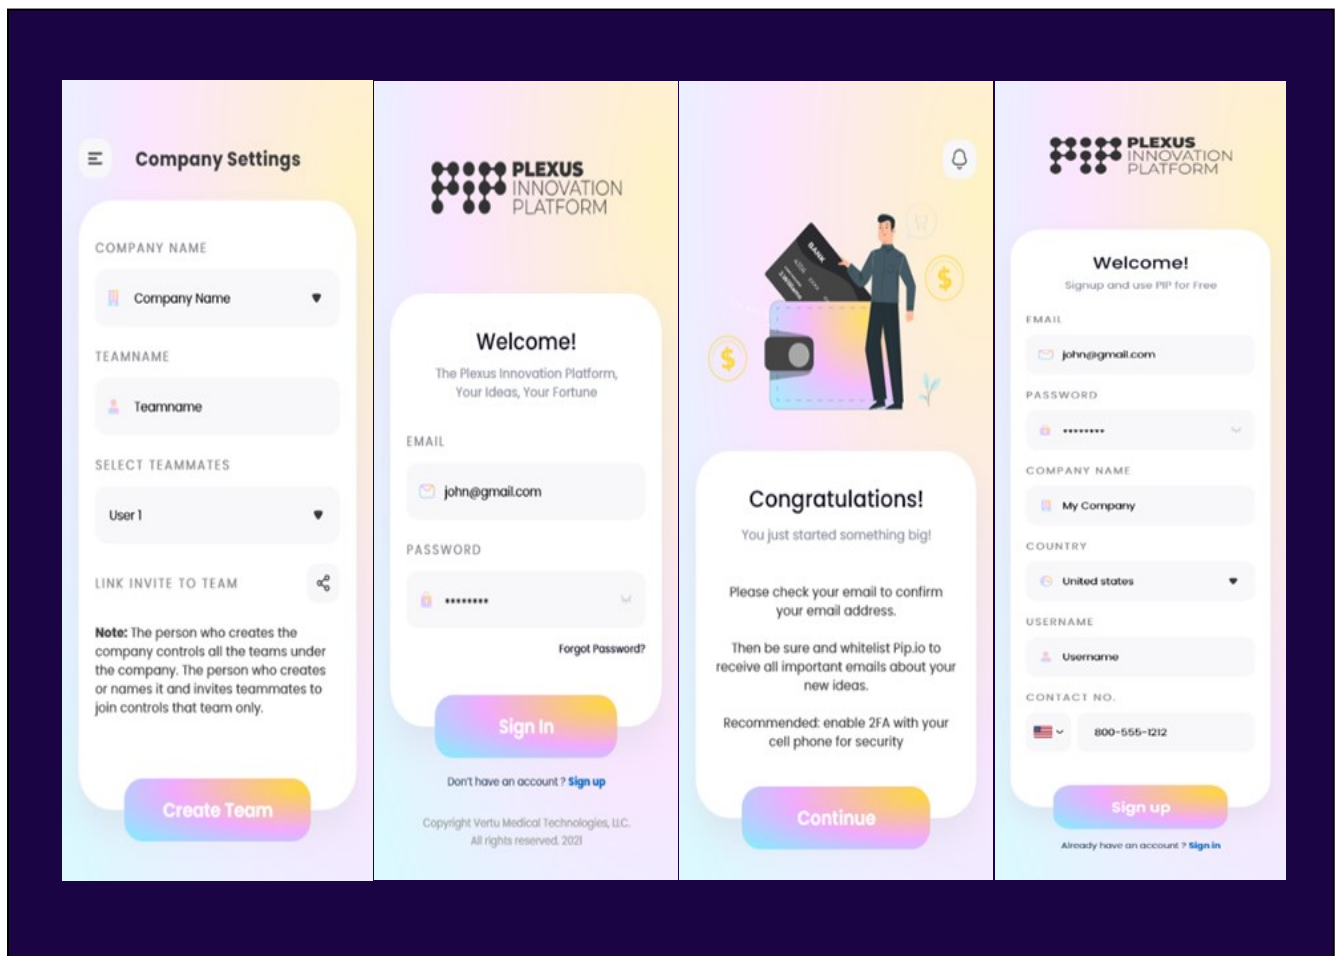 Company Settings
COMPANY NAME
Company Name
TEAMNAME
Teamname
SELECT TEAMMATES
User 1
LINK INVITE TO TEAM
Note: The person who creates the
company controls all the teams under
the company. The person who creates
or names it and invites teammates to
join controls that team only.
Create Team
PLEXUS
INNOVATION
PLATFORM
Welcome!
The Plexus Innovation Platform,
Your Ideas, Your Fortune
EMAIL
john@gmail.com
PASSWORD
••••••••
Forgot Password?
Sign In
Don't have an account ? Sign up
Copyright Vertu Medical Technologies, LLC.
All rights reserved. 2021
BANK
Congratulations!
You just started something big!
Please check your email to confirm
your email address.
Then be sure and whitelist Pip.io to
receive all important emails about your
new ideas.
Recommended: enable 2FA with your
cell phone for security
Continue
PLEXUS
INNOVATION
PLATFORM
Welcome!
Signup and use PIP for Free
EMAIL
john@gmail.com
PASSWORD
••••••••
COMPANY NAME
My Company
COUNTRY
United states
USERNAME
Username
CONTACT NO.
800-555-1212
Sign up
Already have an account ? Sign in